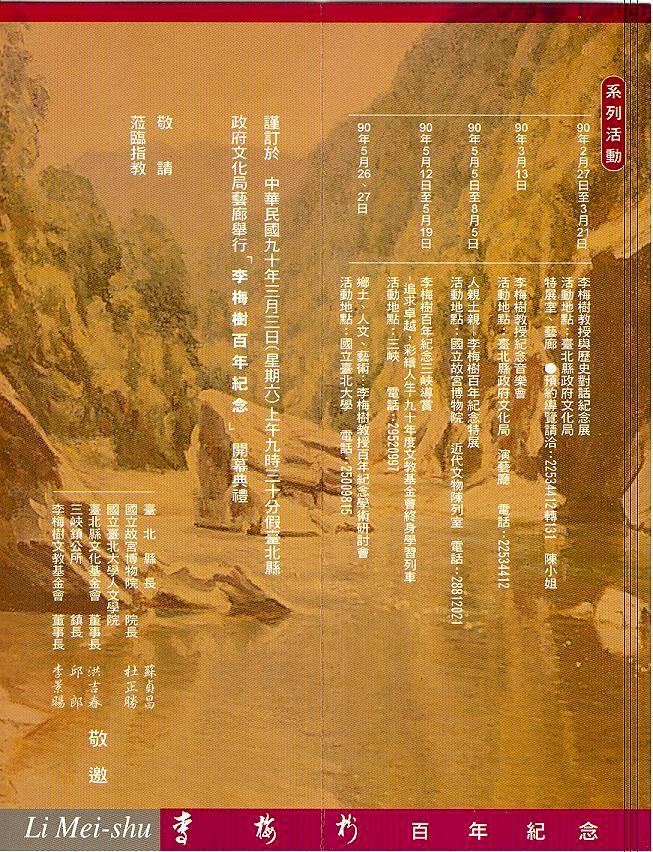 系列活動
90年2月27日至3月21日
李梅樹教授與歷史對話紀念展
活動地點：臺北縣政府文化局
特展室、藝廊 ●預約導覽請洽：22534412轉131 陳小姐
90年3月13日
李梅樹教授紀念音樂會
活動地點：臺北縣政府文化局 演藝廳 電話：22534412
90年5月5日至8月5日
人親土親：李梅樹百年紀念特展
活動地點：國立故宮博物院 近代文物陳列室 電話：28812021
90年5月12日至5月19日
李梅樹百年紀念三峽導賞
-追求卓越，彩繪人生-九十年度文教基金會終身學習列車
活動地點：三峽 電話：29520997
90年5月26、27日
鄉土、人文、藝術：李梅樹教授百年紀念學術研討會
活動地點：國立臺北大學 電話：25009815
謹訂於 中華民國九十年三月三日（星期六）上午九時三十分假臺北縣
政府文化局藝廊舉行「李梅樹百年紀念」開幕典禮
敬請
蒞臨指教
臺北縣長 蘇貞昌
國立故宮博物院 院長 杜正勝
國立臺北大學人文學院
臺北縣文化基金會 董事長 洪吉春
三峽鎮公所 鎮長 邱郎
李梅樹文教基金會 董事長 李景暘
敬邀
Li Mei-shu 李梅樹 百年紀念